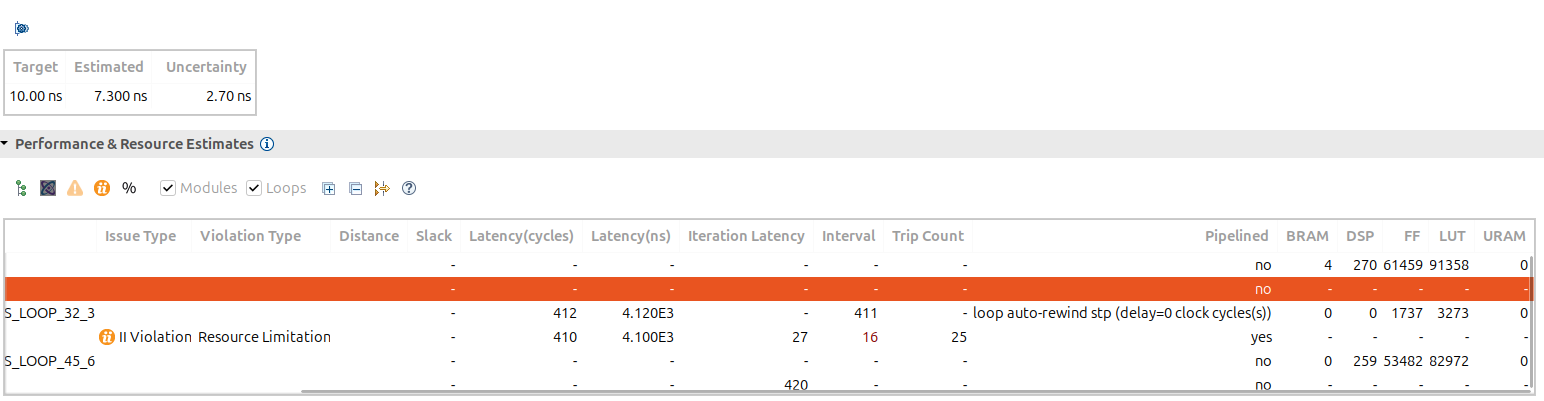 Target Estimated Uncertainty
10.00 ns 7.300 ns 2.70 ns
Performance & Resource Estimates
% Modules Loops
Issue Type Violation Type Distance Slack Latency(cycles) Latency(ns) Iteration Latency Interval Trip Count Pipelined BRAM DSP FF LUT URAM
- - - - - - no 4 270 61459 91358 0
- - - - - - no - - - - -
S_LOOP_32_3 - 412 4.120E3 - 411 - loop auto-rewind stp (delay=0 clock cycles(s)) 0 0 1737 3273 0
II Violation Resource Limitation - 410 4.100E3 27 16 25 yes - - - - -
S_LOOP_45_6 - - - - - - no 0 259 53482 82972 0
- - - 420 - - no - - - - -